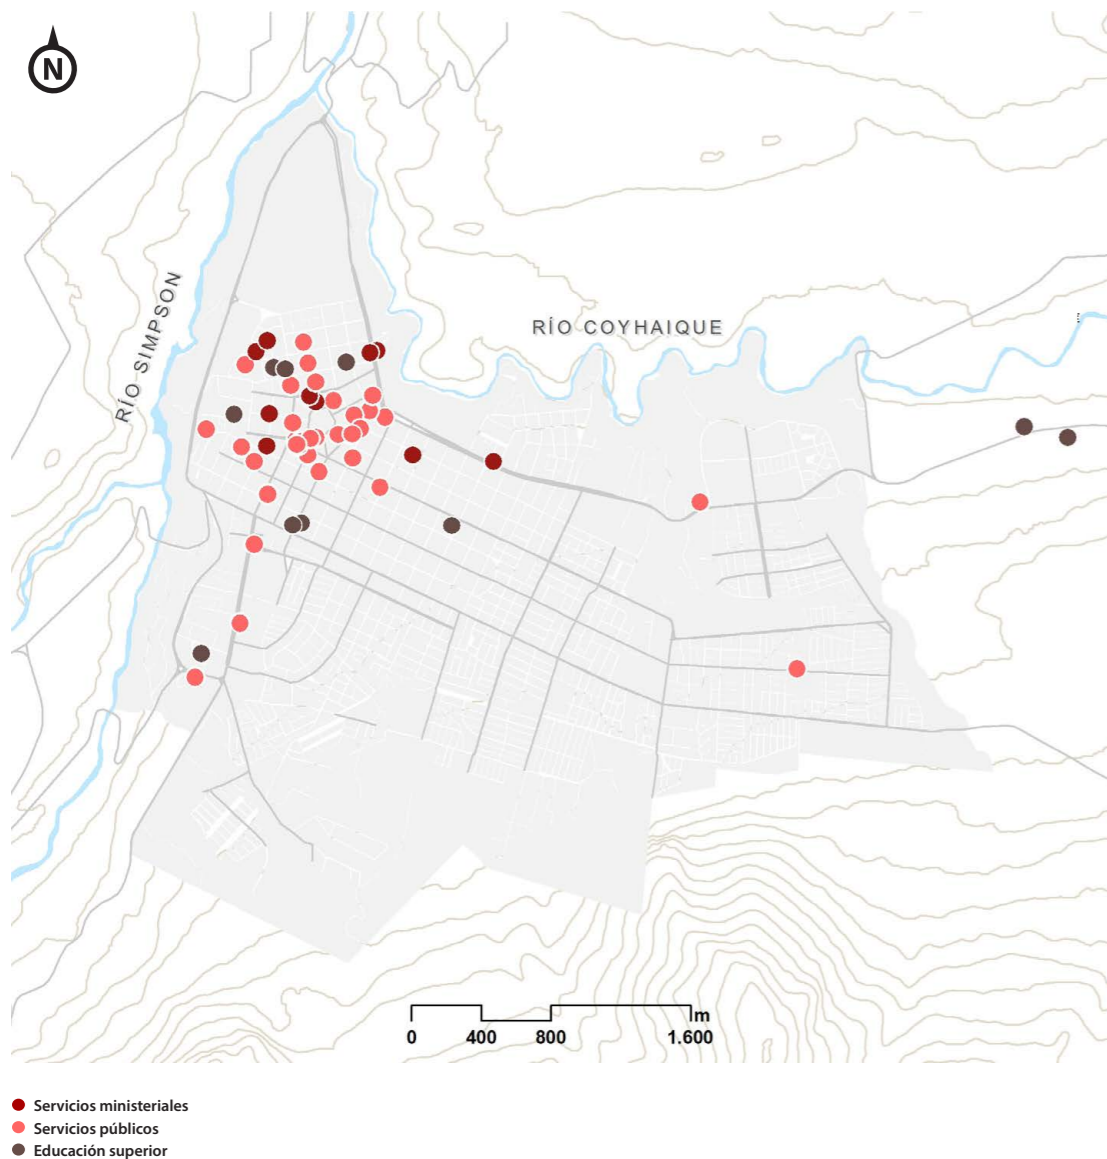 N
RÍO SIMPSON
RÍO COYHAIQUE
m
0 400 800 1.600
Servicios ministeriales
Servicios públicos
Educación superior